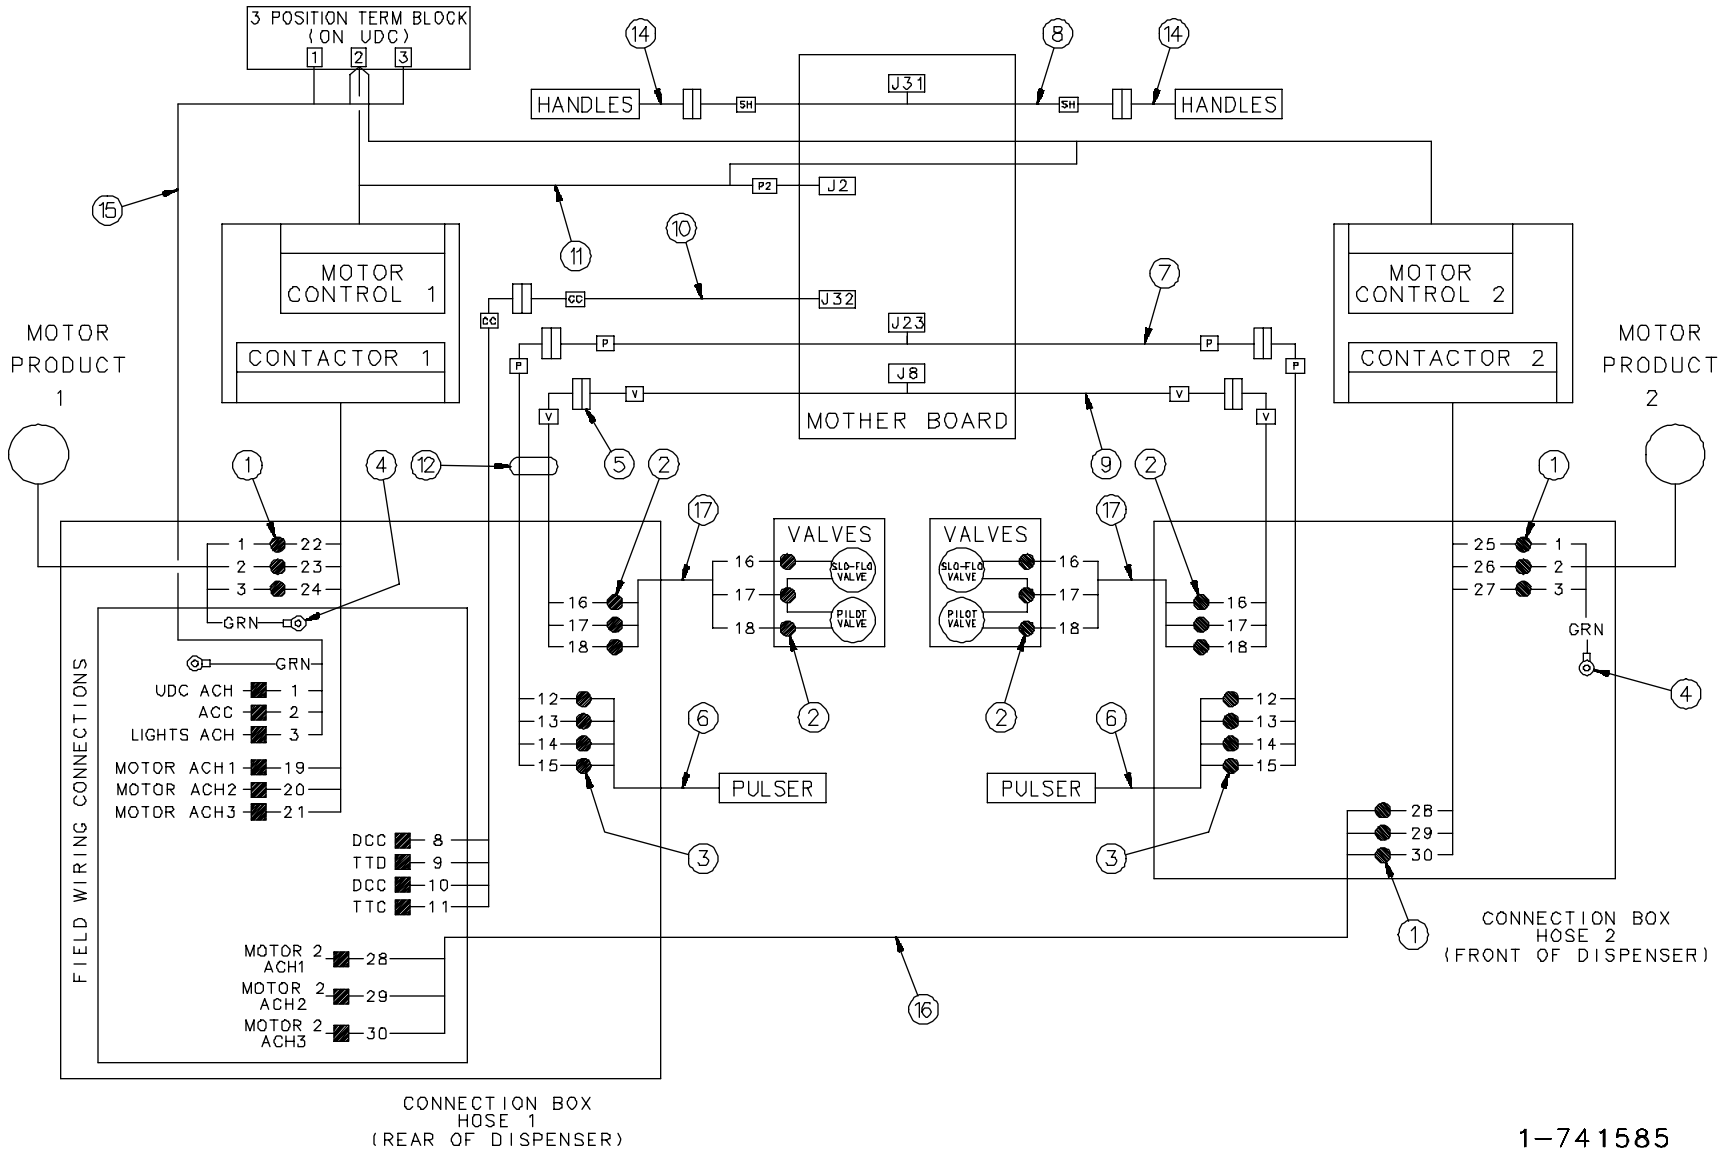 3 POSITION TERM BLOCK
(ON UDC)
1 2 3
14
8
14
HANDLES
SH
J31
SH
HANDLES
15
P2
J2
11
10
7
MOTOR
CONTROL 1
CONTACTOR 1
MOTOR
CONTROL 2
CONTACTOR 2
CC
CC
J32
P
P
J23
P
P
V
V
J8
V
V
MOTHER BOARD
MOTOR
PRODUCT
1
MOTOR
PRODUCT
2
1
4
12
5
2
9
2
1
17
17
VALVES
16
17
18
SLO-FLO
VALVE
PILOT
VALVE
2
VALVES
16
17
18
SLO-FLO
VALVE
PILOT
VALVE
2
1 22
2 23
3 24
GRN
GRN
UDC ACH 1
ACC 2
LIGHTS ACH 3
MOTOR ACH1 19
MOTOR ACH2 20
MOTOR ACH3 21
DCC 8
TTD 9
DCC 10
TTC 11
MOTOR 2
ACH1 28
MOTOR 2
ACH2 29
MOTOR 2
ACH3 30
FIELD WIRING CONNECTIONS
16
17
18
12
13
14
15
6
PULSER
3
16
17
18
12
13
14
15
6
PULSER
3
25 1
26 2
27 3
GRN
4
28
29
30
1
16
CONNECTION BOX
HOSE 2
(FRONT OF DISPENSER)
CONNECTION BOX
HOSE 1
(REAR OF DISPENSER)
1-741585